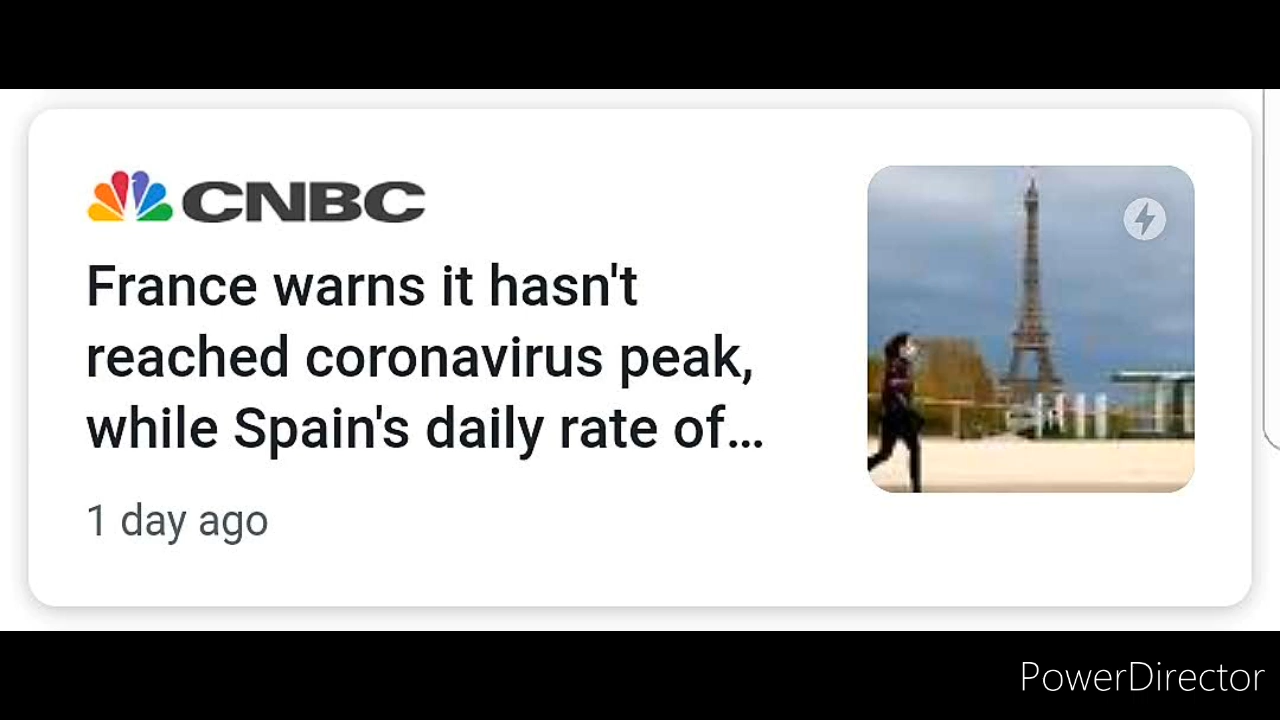 CNBC
France warns it hasn't
reached coronavirus peak,
while Spain's daily rate of...
1 day ago
PowerDirector